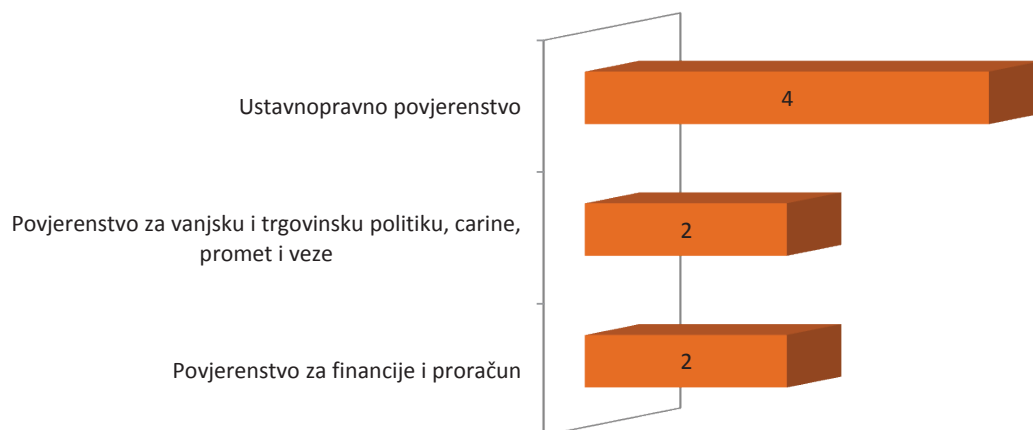 Ustavnopravno povjerenstvo
4
Povjerenstvo za vanjsku i trgovinsku politiku, carine,
promet i veze
2
Povjerenstvo za financije i proračun
2